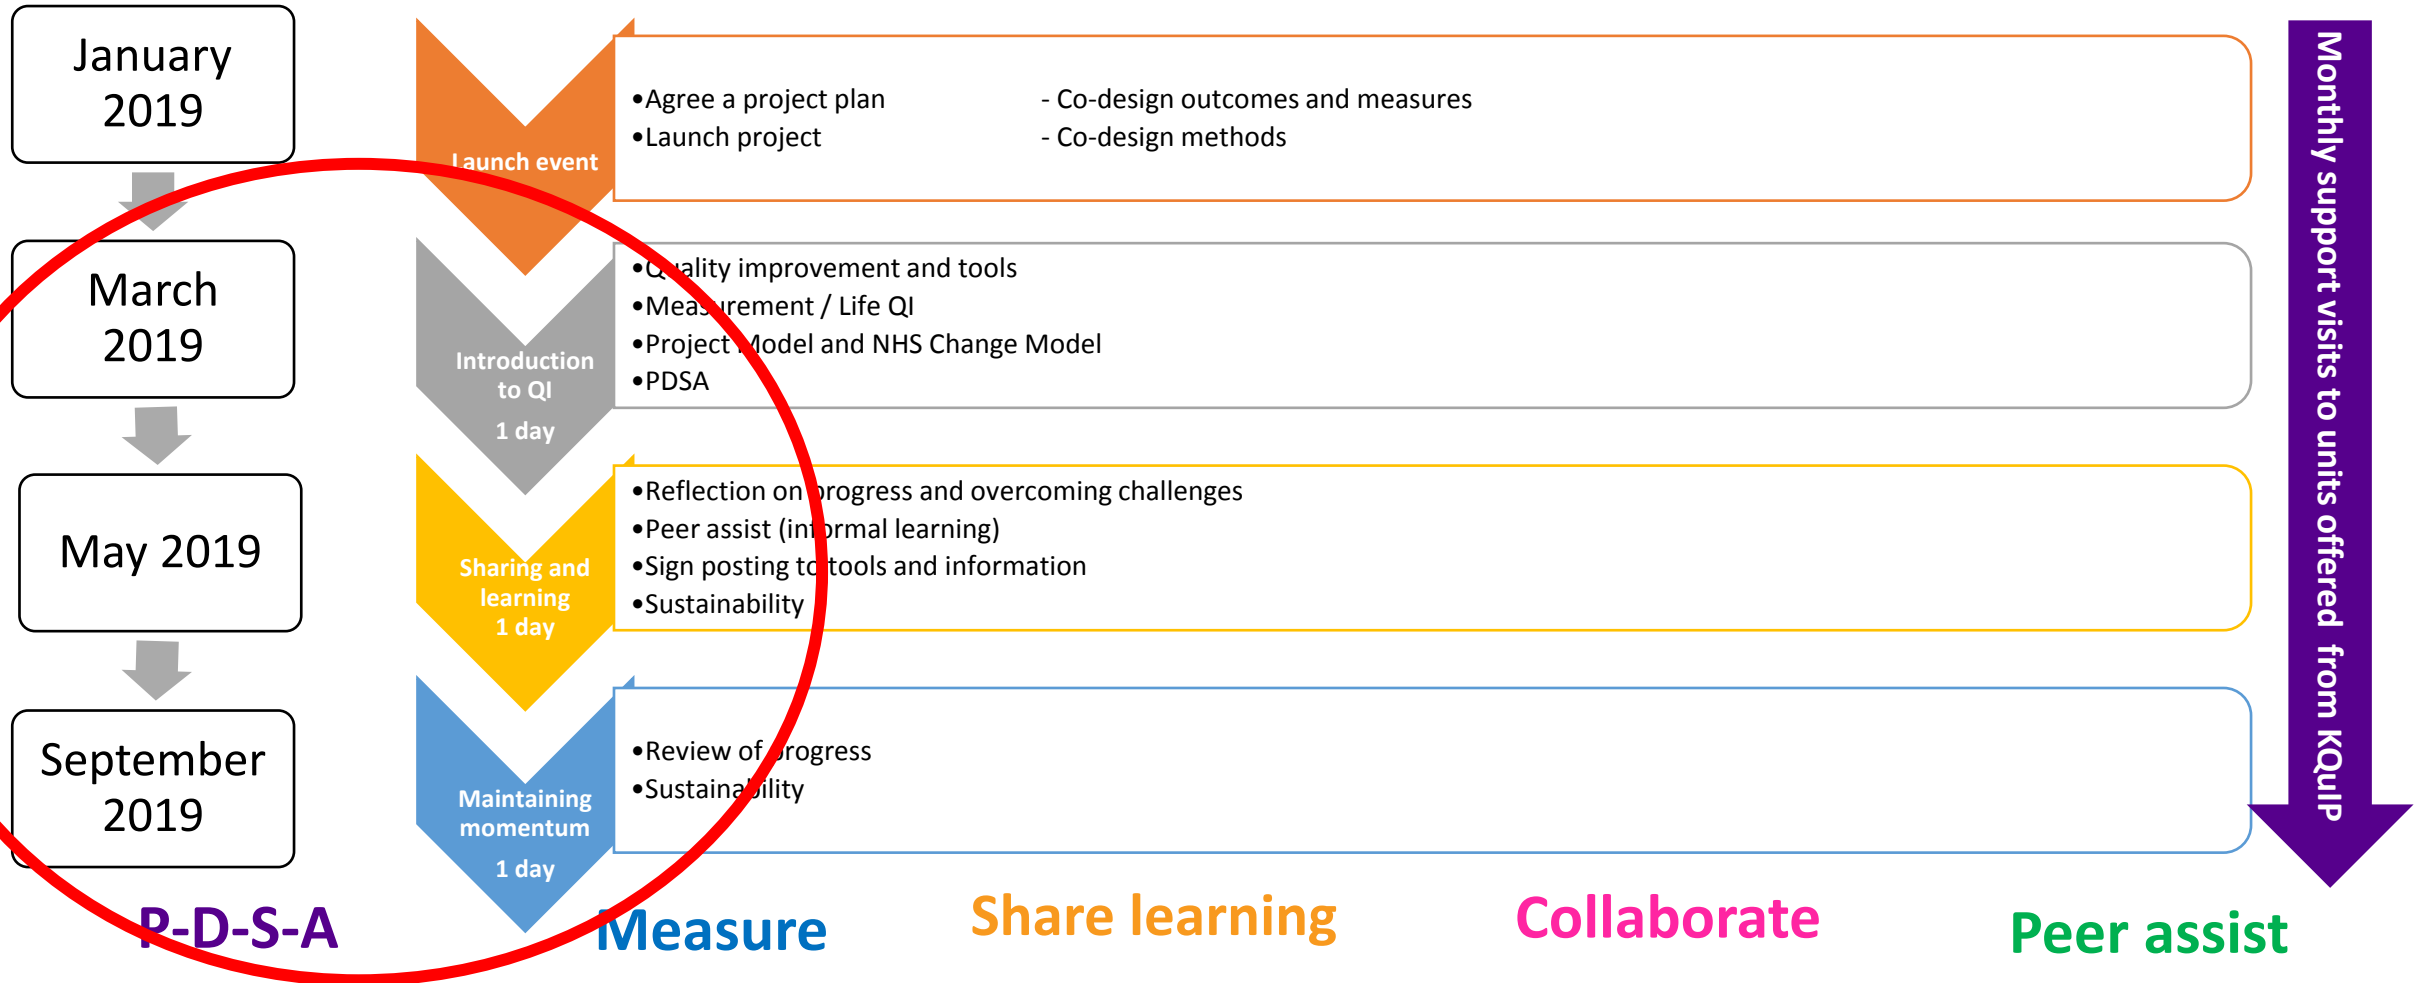 January
2019
Launch event
•Agree a project plan - Co-design outcomes and measures
•Launch project - Co-design methods
March
2019
Introduction
to QI
1 day
•Quality improvement and tools
•Measurement / Life QI
•Project Model and NHS Change Model
•PDSA
May 2019
Sharing and
learning
1 day
•Reflection on progress and overcoming challenges
•Peer assist (informal learning)
•Sign posting to tools and information
•Sustainability
September
2019
Maintaining
momentum
1 day
•Review of progress
•Sustainability
Monthly support visits to units offered from KQuIP
P-D-S-A
Measure
Share learning
Collaborate
Peer assist